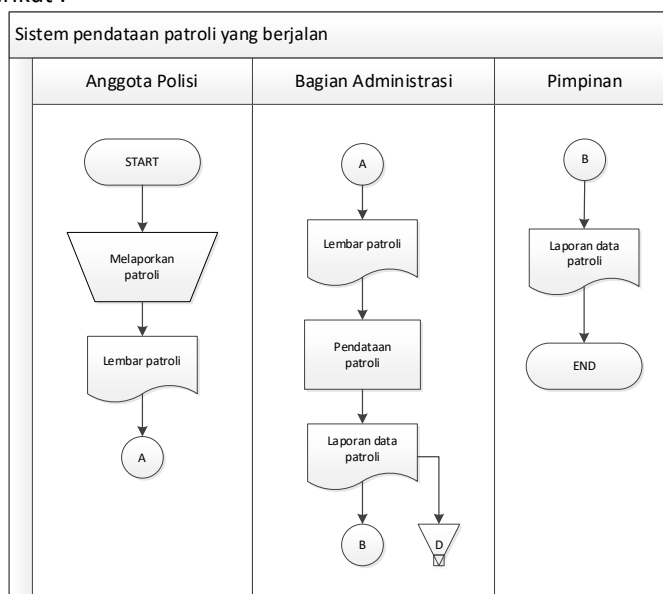 Sistem pendataan patroli yang berjalan
Anggota Polisi
Bagian Administrasi
Pimpinan
START
Melaporkan
patroli
Lembar patroli
A
A
Lembar patroli
Pendataan
patroli
Laporan data
patroli
B
D
B
Laporan data
patroli
END